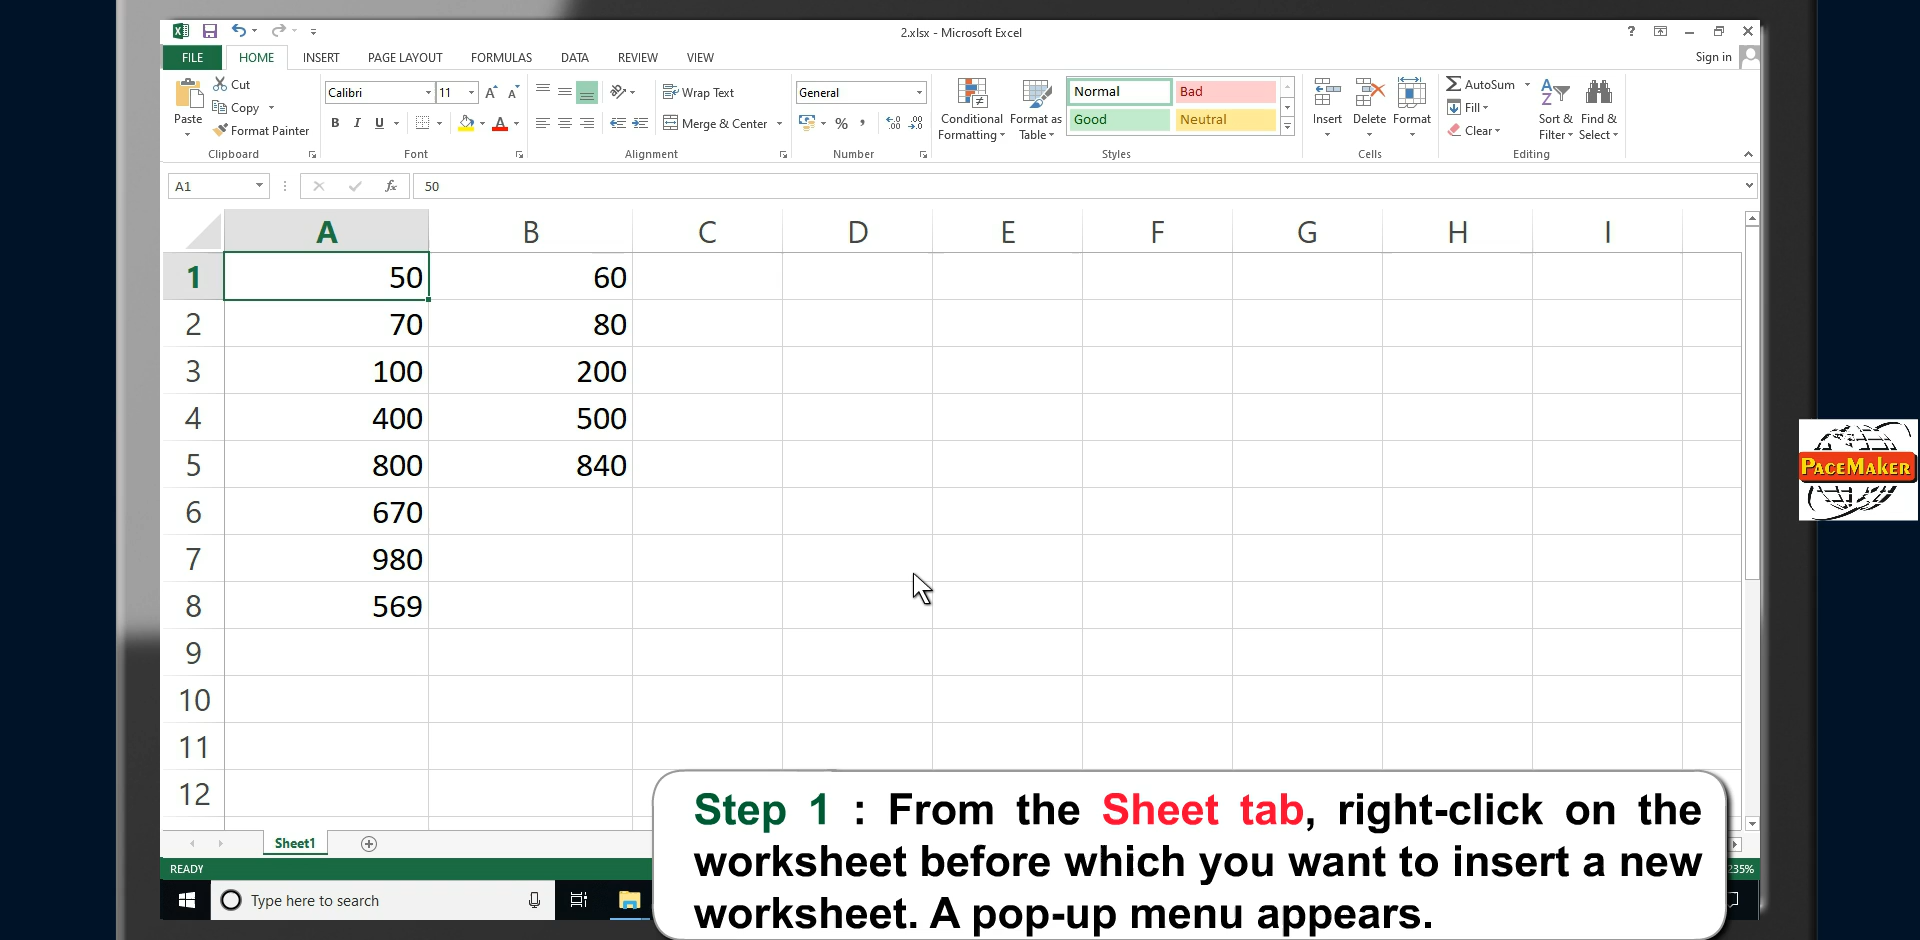 2.xlsx - Microsoft Excel
?
FILE HOME INSERT PAGE LAYOUT FORMULAS DATA REVIEW VIEW
Sign in
Paste
Cut
Copy
Format Painter
Clipboard
Calibri 11
B I U A
Font
Wrap Text
Merge & Center
Alignment
General
% ,
Number
Conditional Formatting
Format as Table
Normal Bad
Good Neutral
Styles
Insert Delete Format
Cells
AutoSum
Fill
Clear
Sort & Filter
Find & Select
Editing
A1 fx 50
A B C D E F G H I
1 50 60
2 70 80
3 100 200
4 400 500
5 800 840
6 670
7 980
8 569
9
10
11
12
PACEMAKER
Step 1 : From the Sheet tab, right-click on the
worksheet before which you want to insert a new
worksheet. A pop-up menu appears.
Sheet1
READY
235%
Type here to search